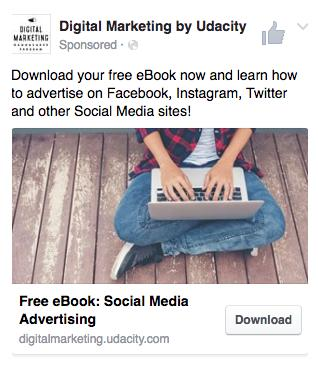 DIGITAL
MARKETING
Digital Marketing by Udacity
Sponsored ·
Download your free eBook now and learn how
to advertise on Facebook, Instagram, Twitter
and other Social Media sites!
Free eBook: Social Media
Advertising
Download
digitalmarketing.udacity.com